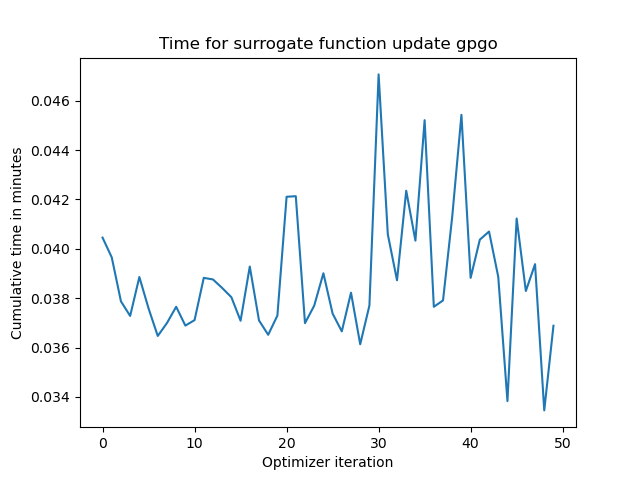 Time for surrogate function update gpgo
Cumulative time in minutes
0.046
0.044
0.042
0.040
0.038
0.036
0.034
0 10 20 30 40 50
Optimizer iteration